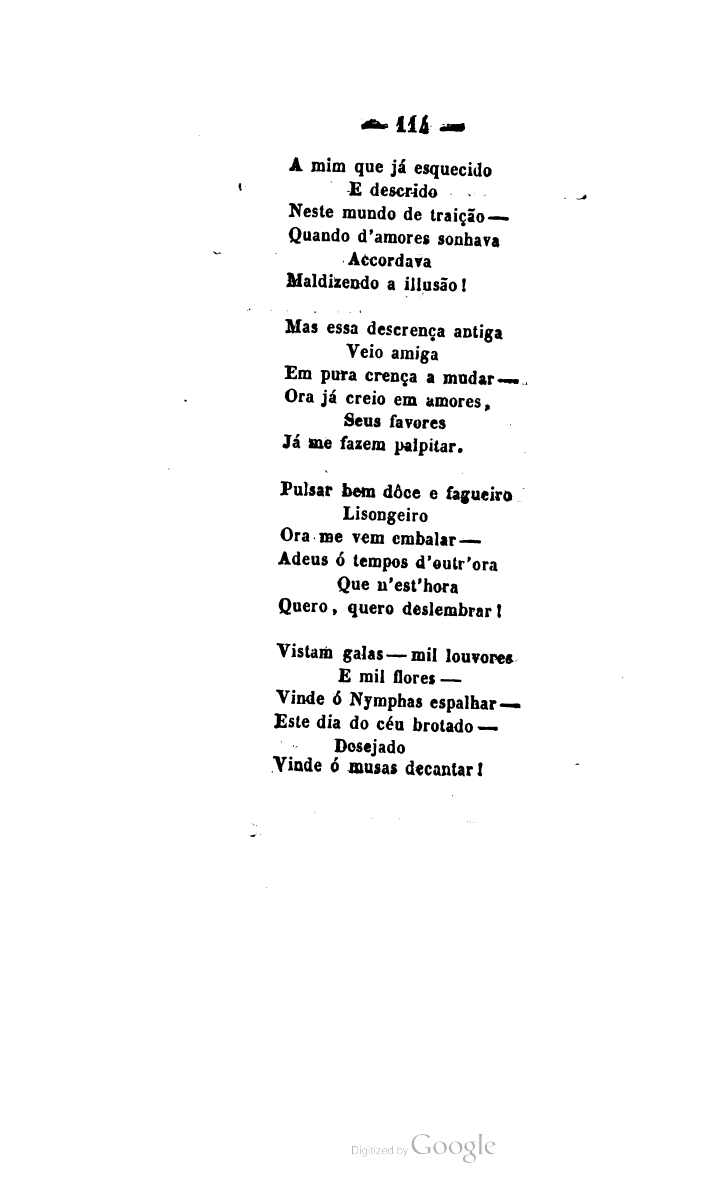 — 114 —
A mim que já esquecido
E descrido
Neste mundo de traição—
Quando d'amores sonhava
Accordava
Maldizendo a illusão!
Mas essa descrença antiga
Veio amiga
Em pura crença a mudar—
Ora já creio em amores,
Seus favores
Já me fazem palpitar.
Pulsar bem dôce e fagueiro
Lisongeiro
Ora me vem embalar—
Adeus ó tempos d'outr'ora
Que n'est'hora
Quero, quero deslembrar!
Vistam galas—mil louvores
E mil flores—
Vinde ó Nymphas espalhar—
Este dia do céu brotado—
Desejado
Vinde ó musas decantar!
Digitized by Google